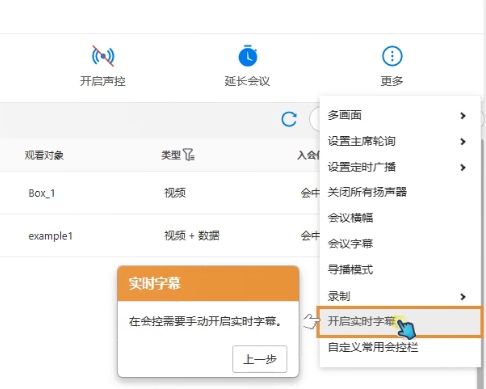 开启声控
延长会议
更多
观看对象
类型
Box_1
视频
会中
example1
视频 + 数据
会中
多画面
设置主席轮询
设置定时广播
关闭所有扬声器
会议横幅
会议字幕
导播模式
录制
开启实时字幕
自定义常用会控栏
实时字幕
在会控需要手动开启实时字幕。
上一步